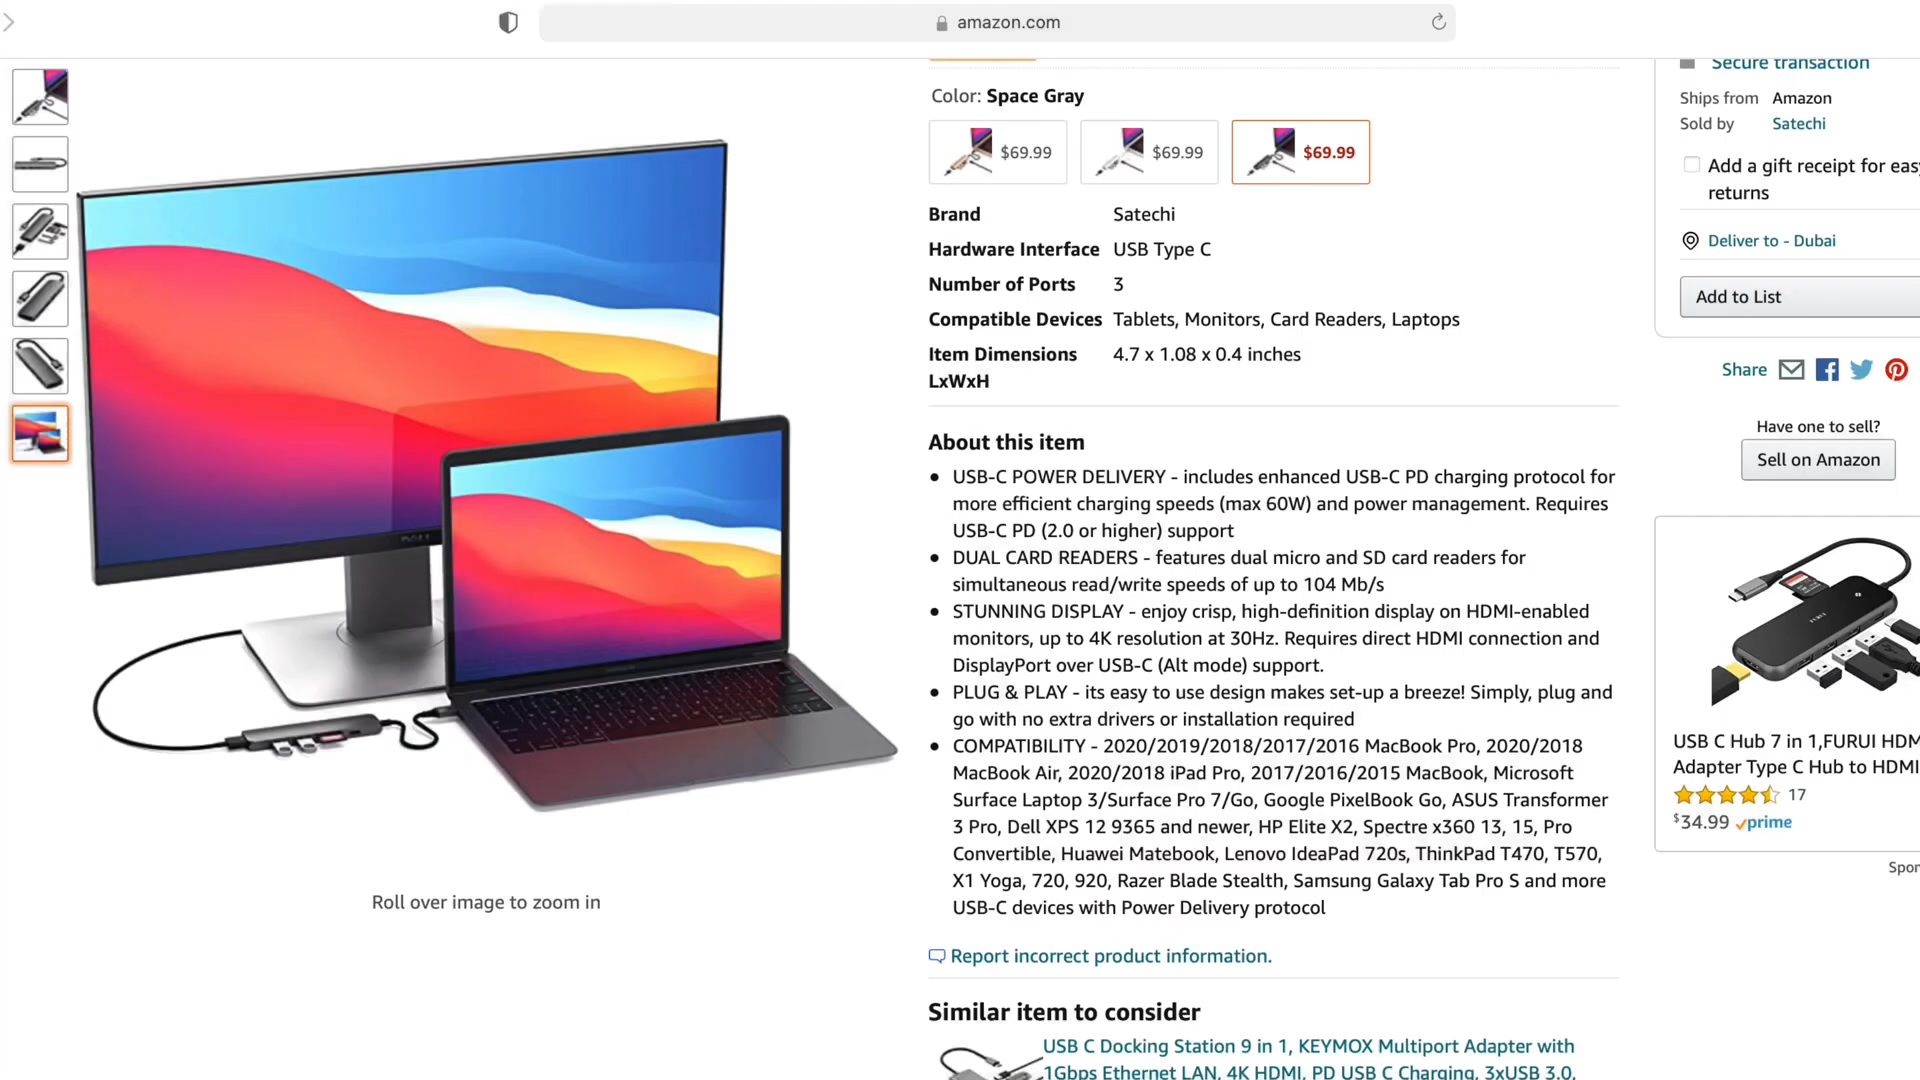 amazon.com
Secure transaction
Ships from Amazon
Sold by Satechi
Add a gift receipt for easy
returns
Deliver to - Dubai
Add to List
Share
Have one to sell?
Sell on Amazon
Color: Space Gray
$69.99
$69.99
$69.99
Brand Satechi
Hardware Interface USB Type C
Number of Ports 3
Compatible Devices Tablets, Monitors, Card Readers, Laptops
Item Dimensions 4.7 x 1.08 x 0.4 inches
LxWxH
About this item
USB-C POWER DELIVERY - includes enhanced USB-C PD charging protocol for
more efficient charging speeds (max 60W) and power management. Requires
USB-C PD (2.0 or higher) support
DUAL CARD READERS - features dual micro and SD card readers for
simultaneous read/write speeds of up to 104 Mb/s
STUNNING DISPLAY - enjoy crisp, high-definition display on HDMI-enabled
monitors, up to 4K resolution at 30Hz. Requires direct HDMI connection and
DisplayPort over USB-C (Alt mode) support.
PLUG & PLAY - its easy to use design makes set-up a breeze! Simply, plug and
go with no extra drivers or installation required
COMPATIBILITY - 2020/2019/2018/2017/2016 MacBook Pro, 2020/2018
MacBook Air, 2020/2018 iPad Pro, 2017/2016/2015 MacBook, Microsoft
Surface Laptop 3/Surface Pro 7/Go, Google PixelBook Go, ASUS Transformer
3 Pro, Dell XPS 12 9365 and newer, HP Elite X2, Spectre x360 13, 15, Pro
Convertible, Huawei Matebook, Lenovo IdeaPad 720s, ThinkPad T470, T570,
X1 Yoga, 720, 920, Razer Blade Stealth, Samsung Galaxy Tab Pro S and more
USB-C devices with Power Delivery protocol
Report incorrect product information.
Similar item to consider
USB C Docking Station 9 in 1, KEYMOX Multiport Adapter with
1Gbps Ethernet LAN, 4K HDMI, PD USB C Charging, 3xUSB 3.0,
Roll over image to zoom in
FURUI
USB C Hub 7 in 1,FURUI HDM
Adapter Type C Hub to HDMI
17
$34.99 prime
Spon